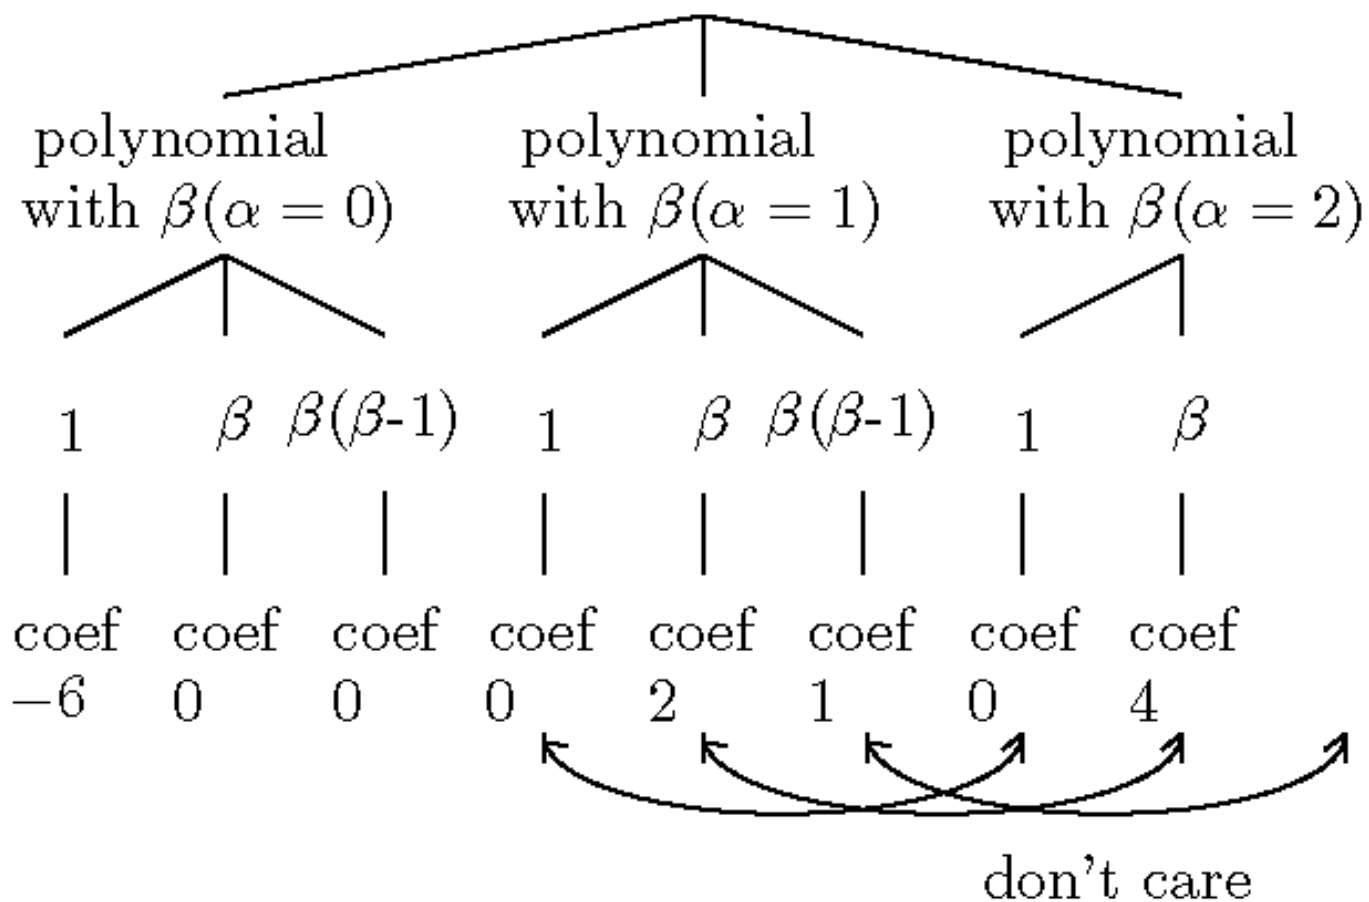 polynomial polynomial polynomial
with β(α = 0) with β(α = 1) with β(α = 2)
1 β β(β-1) 1 β β(β-1) 1 β
coef coef coef coef coef coef coef coef
−6 0 0 0 2 1 0 4
don't care